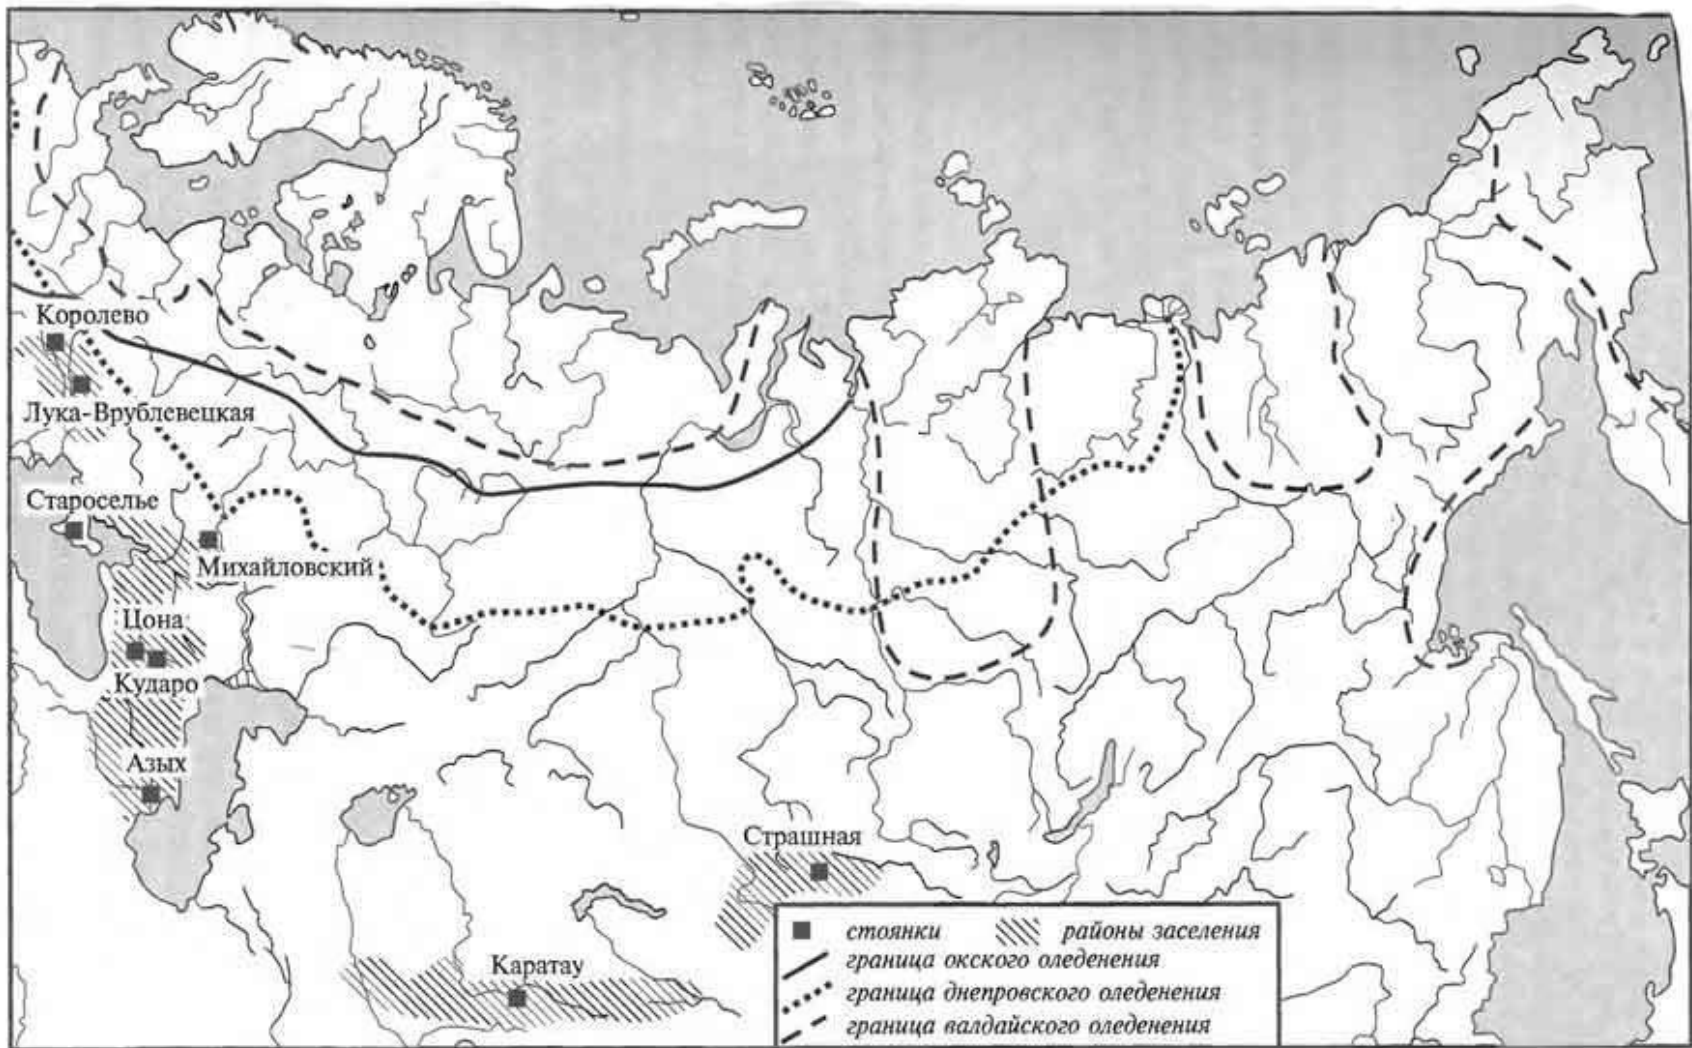 Королево
Лука-Врублевецкая
Староселье
Михайловский
Цона
Кударо
Азых
Страшная
Каратау
стоянки
районы заселения
граница окского оледенения
граница днепровского оледенения
граница валдайского оледенения